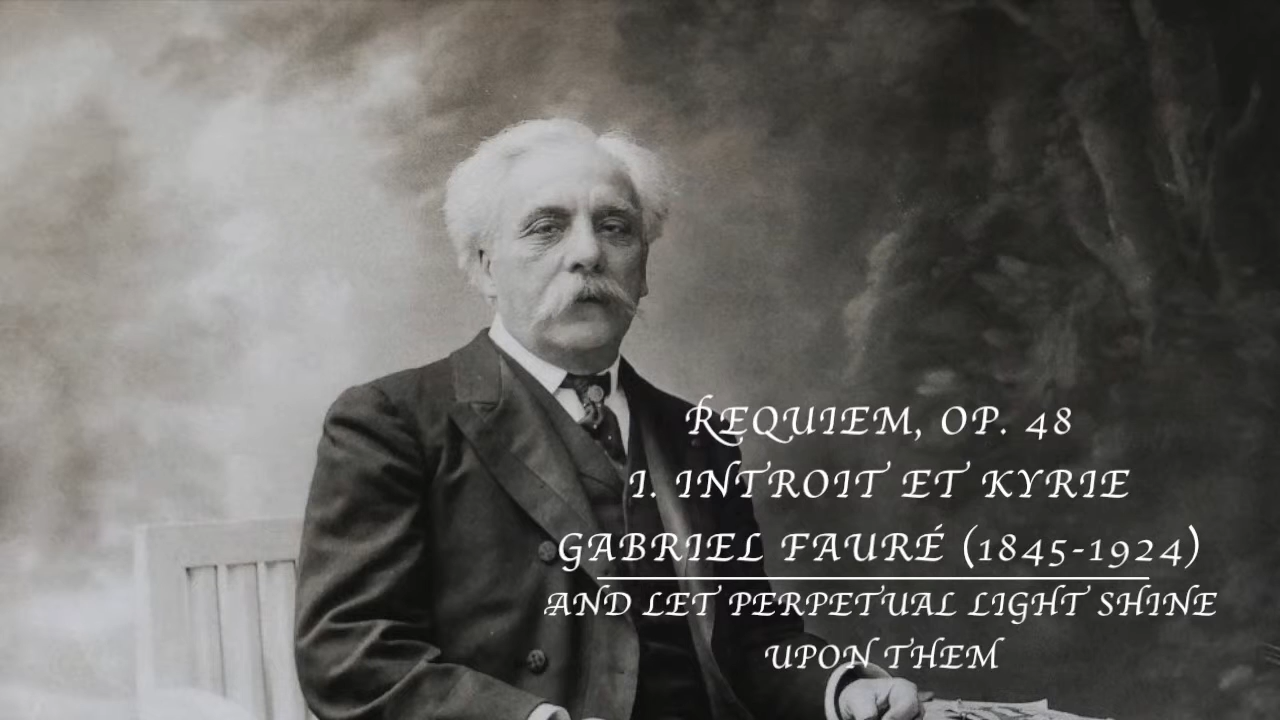 REQUIEM, OP. 48
I. INTROIT ET KYRIE
GABRIEL FAURÉ (1845-1924)
AND LET PERPETUAL LIGHT SHINE
UPON THEM